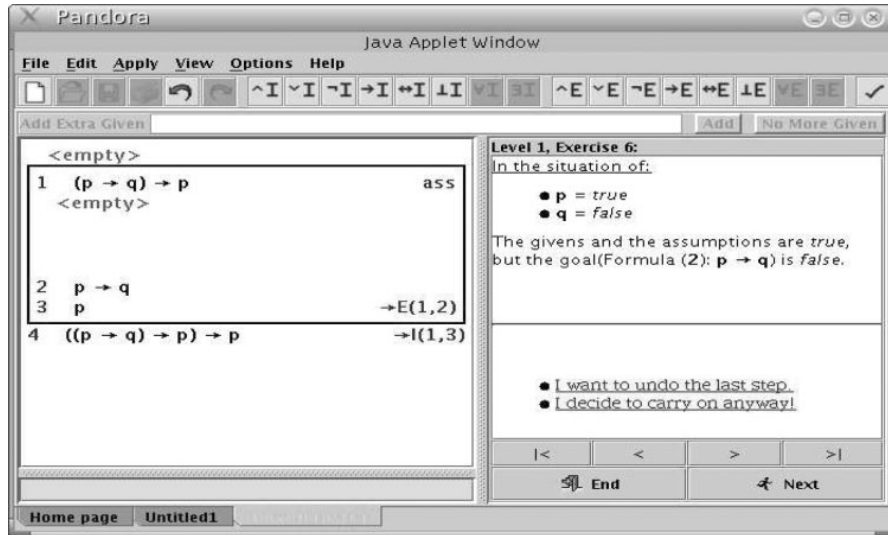 Pandora
Java Applet Window
File Edit Apply View Options Help
^I ˅I ¬I →I ↔I ⊥I ∀I ∃I ^E ˅E ¬E →E ↔E ⊥E ∀E ∃E ✓
Add Extra Given Add No More Given
<empty>
1 (p → q) → p ass
<empty>
2 p → q
3 p →E(1,2)
4 ((p → q) → p) → p →I(1,3)
Level 1, Exercise 6:
In the situation of:
• p = true
• q = false
The givens and the assumptions are true,
but the goal(Formula (2): p → q) is false.
• I want to undo the last step.
• I decide to carry on anyway!
|< < > >|
End Next
Home page Untitled1